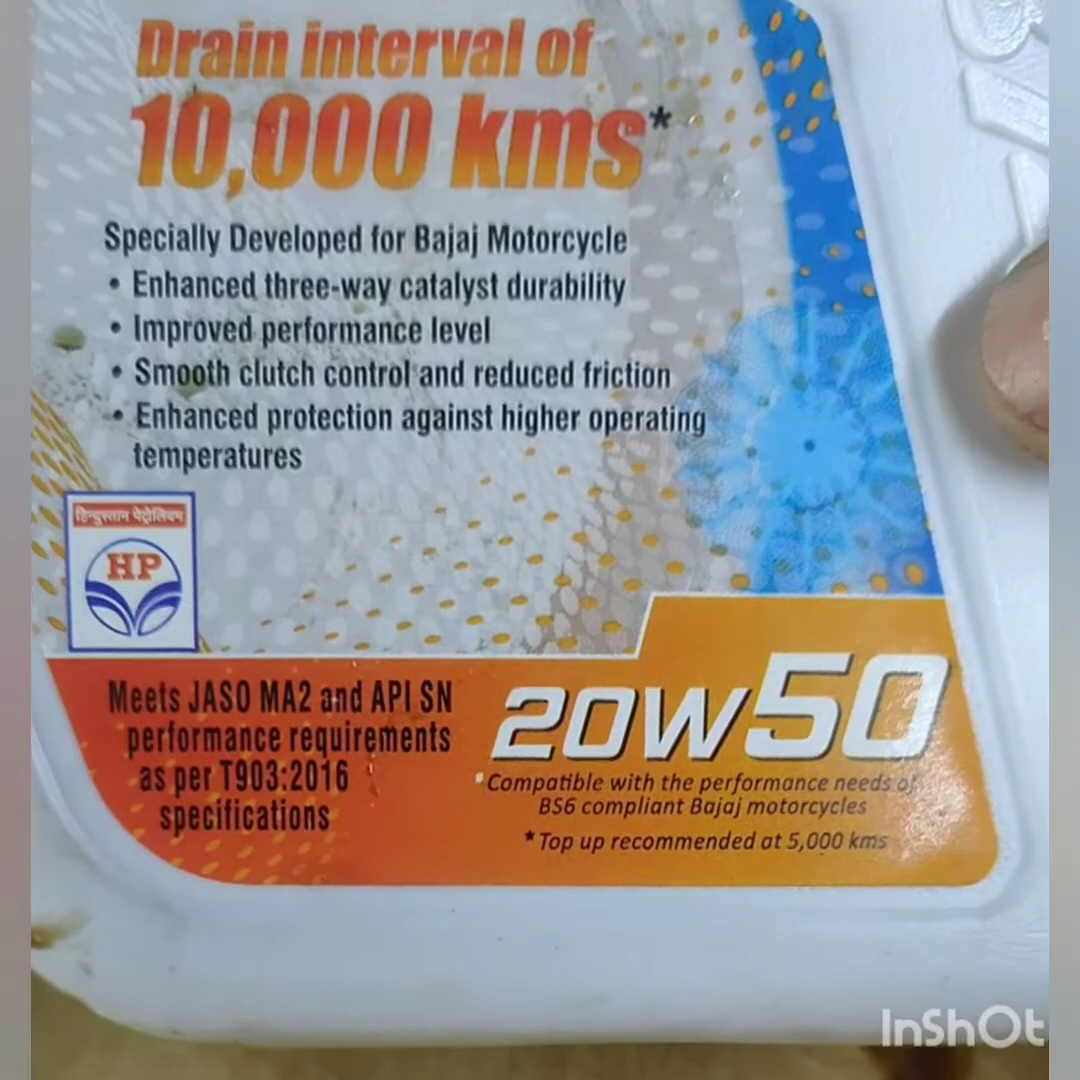 Drain interval of
10,000 kms*
Specially Developed for Bajaj Motorcycle
• Enhanced three-way catalyst durability
• Improved performance level
• Smooth clutch control and reduced friction
• Enhanced protection against higher operating
temperatures
हिन्दुस्तान पेट्रोलियम
HP
Meets JASO MA2 and API SN
performance requirements
as per T903:2016
specifications
20W50
*Compatible with the performance needs of
BS6 compliant Bajaj motorcycles
*Top up recommended at 5,000 kms
InShOt